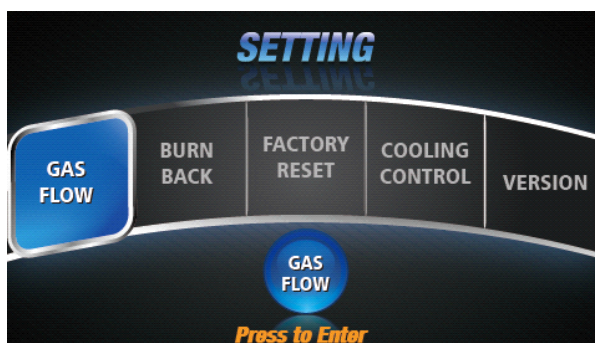 SETTING
GAS
FLOW
BURN
BACK
FACTORY
RESET
COOLING
CONTROL
VERSION
GAS
FLOW
Press to Enter